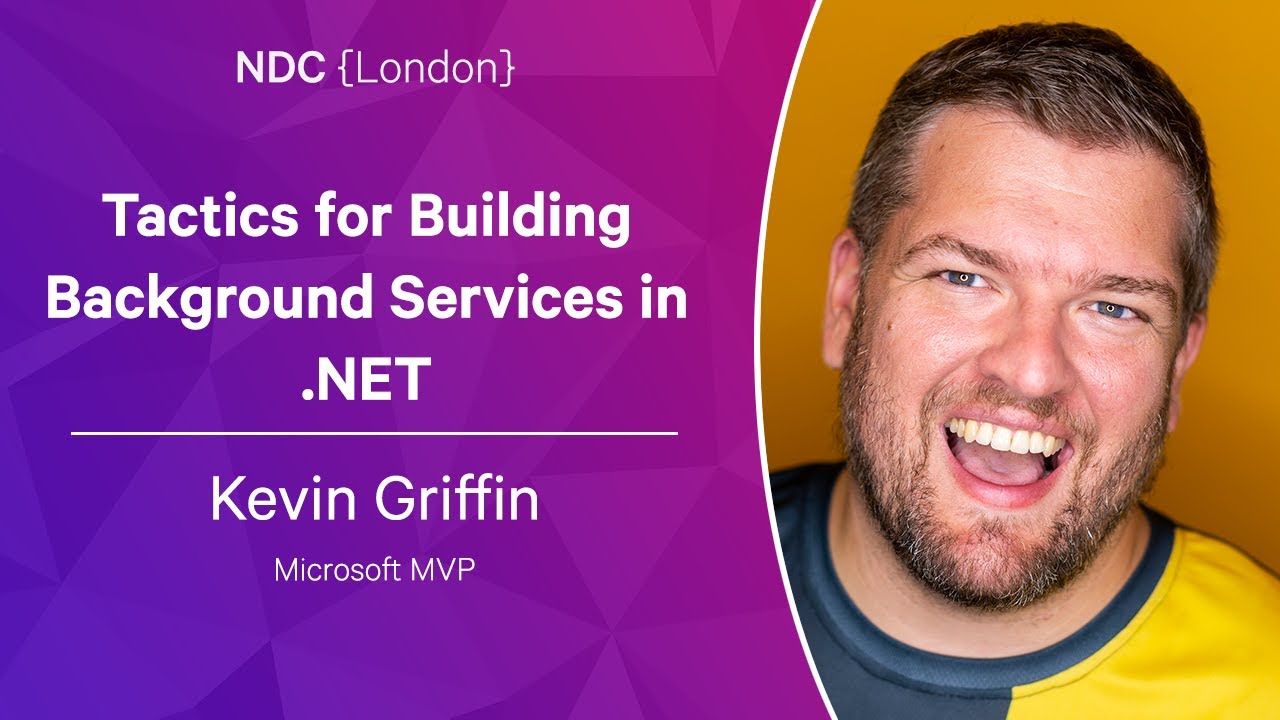 NDC {London}
Tactics for Building
Background Services in
.NET
Kevin Griffin
Microsoft MVP